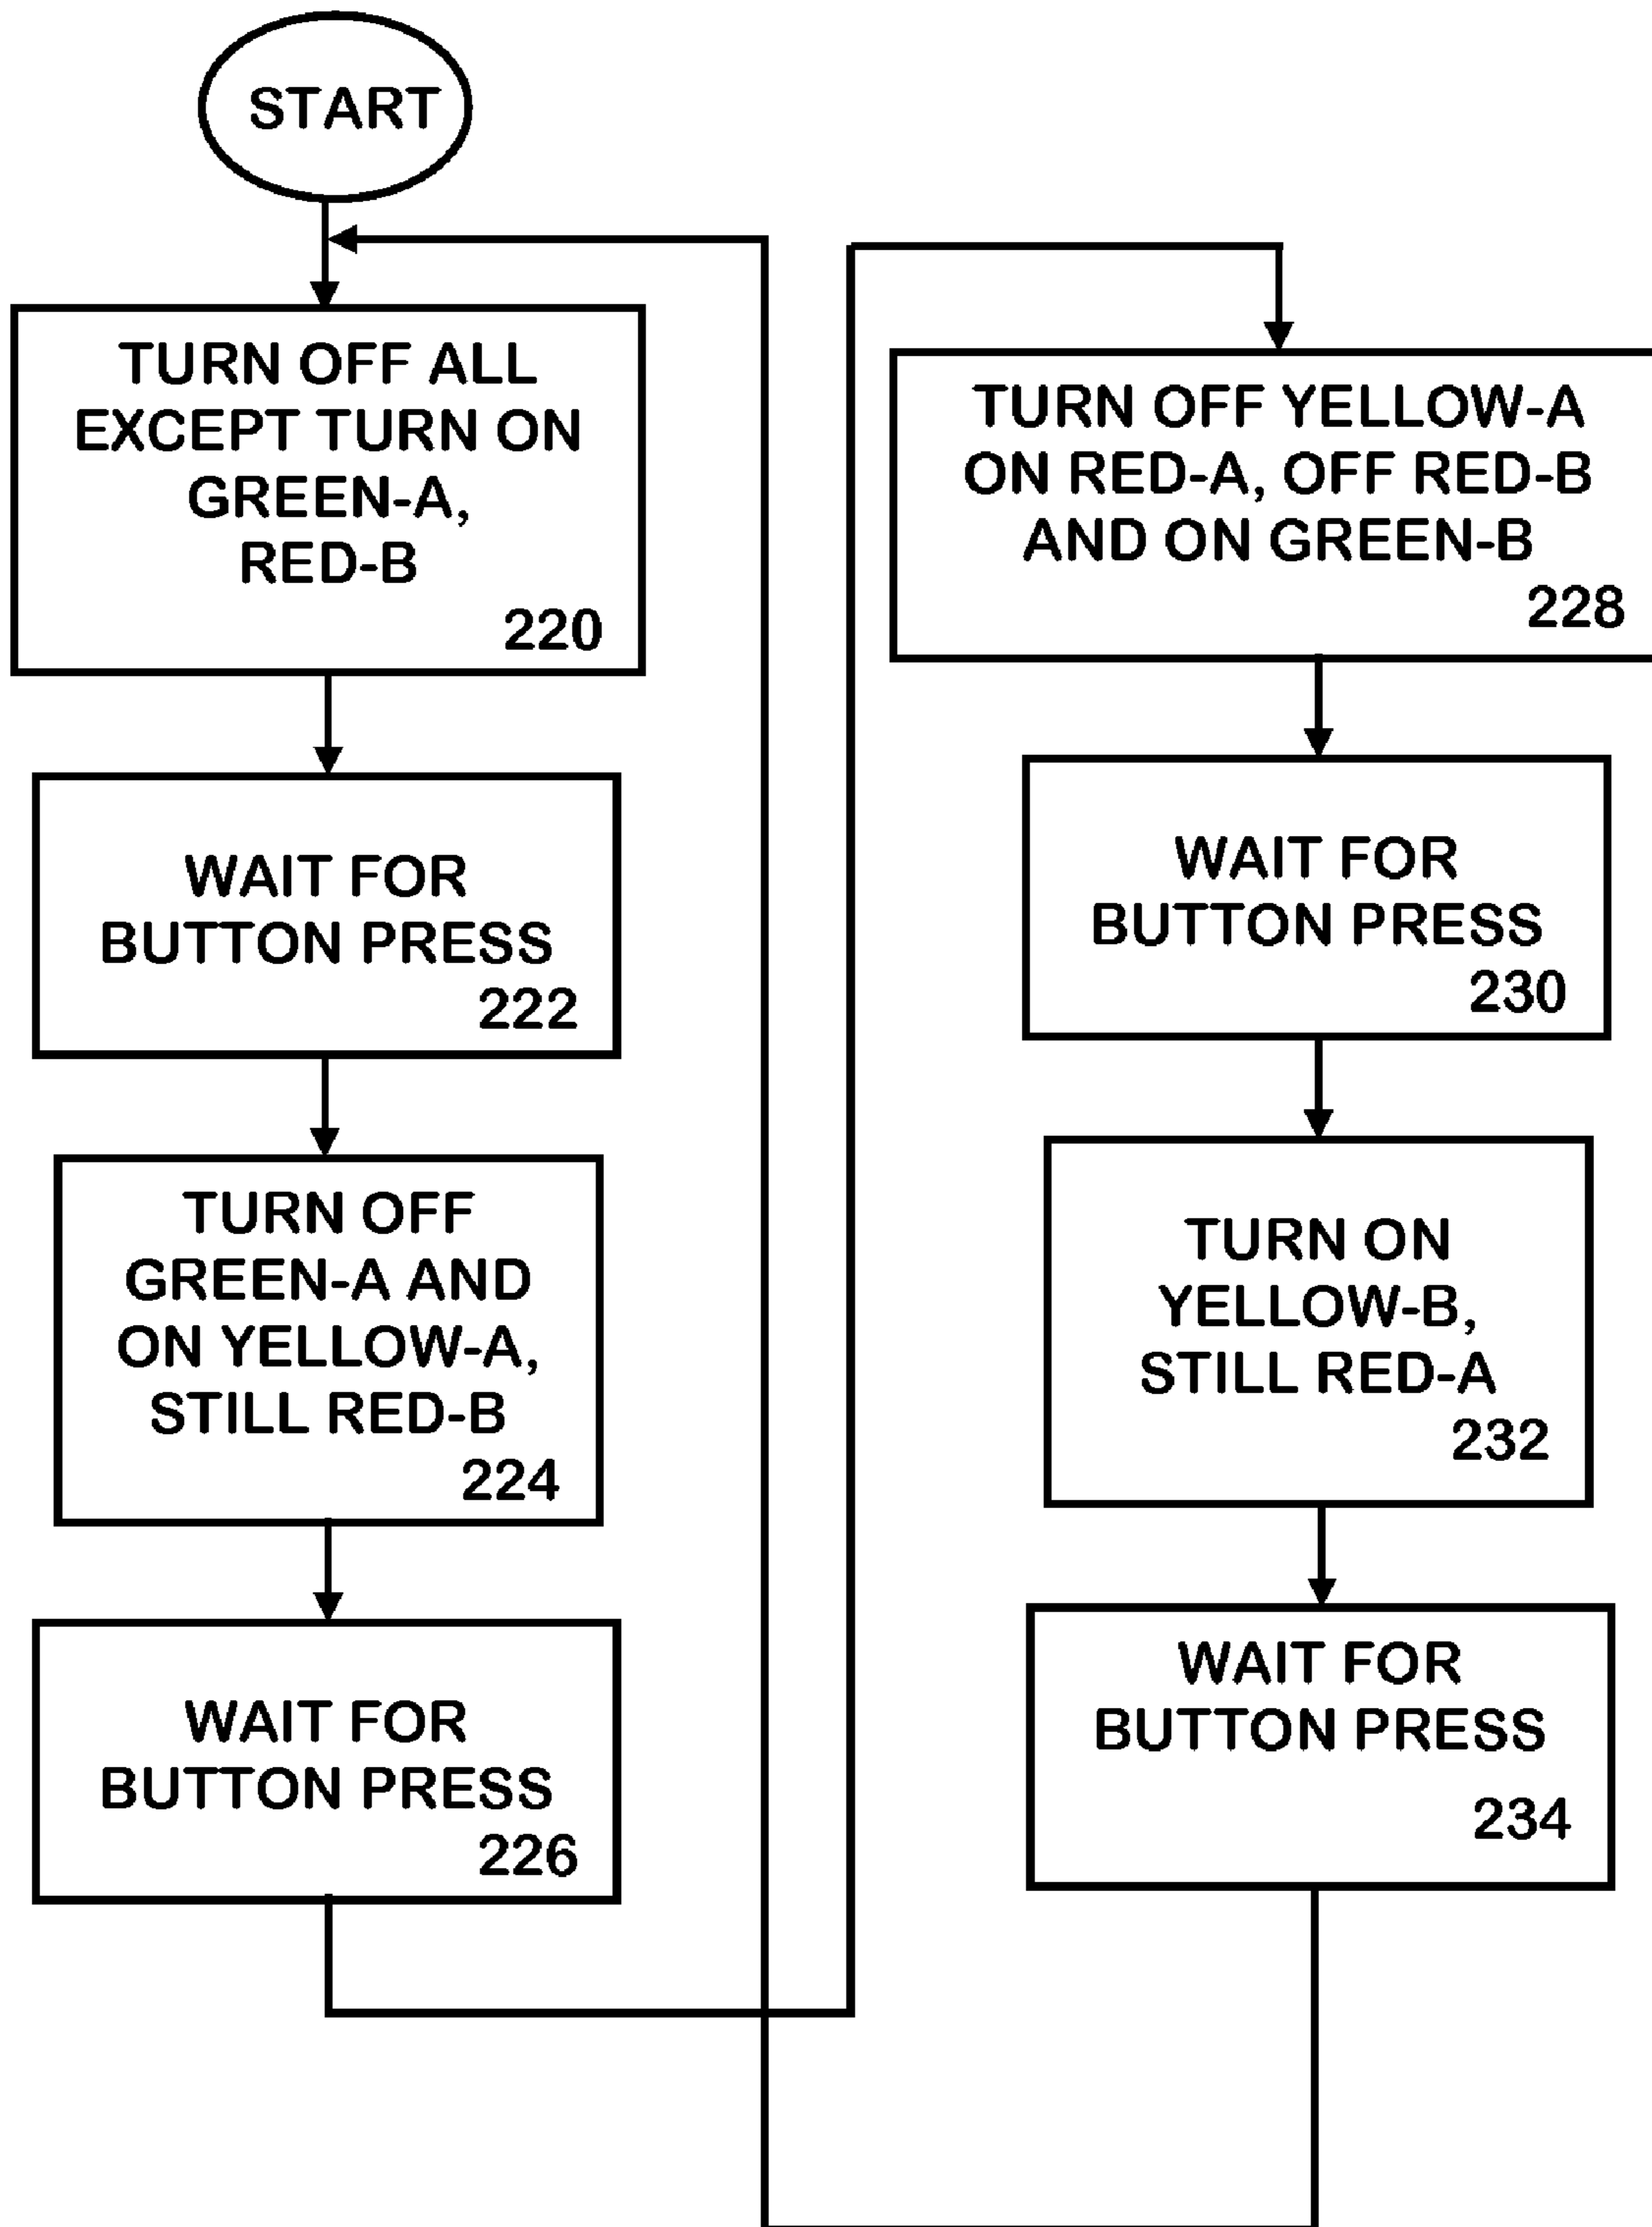 START
TURN OFF ALL
EXCEPT TURN ON
GREEN-A,
RED-B
220
WAIT FOR
BUTTON PRESS
222
TURN OFF
GREEN-A AND
ON YELLOW-A,
STILL RED-B
224
WAIT FOR
BUTTON PRESS
226
TURN OFF YELLOW-A
ON RED-A, OFF RED-B
AND ON GREEN-B
228
WAIT FOR
BUTTON PRESS
230
TURN ON
YELLOW-B,
STILL RED-A
232
WAIT FOR
BUTTON PRESS
234